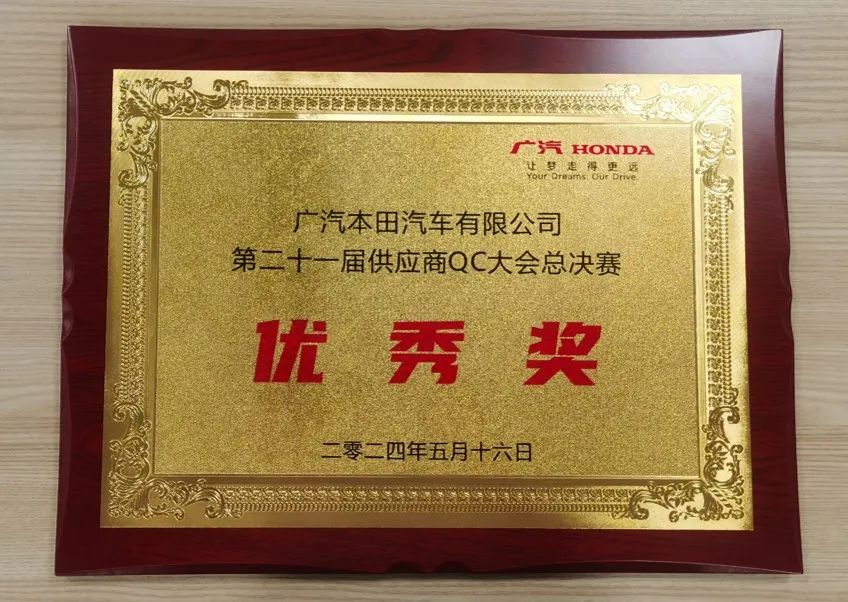 广汽 HONDA
让梦走得更远
Your Dreams. Our Drive.
广汽本田汽车有限公司
第二十一届供应商QC大会总决赛
优秀奖
二零二四年五月十六日